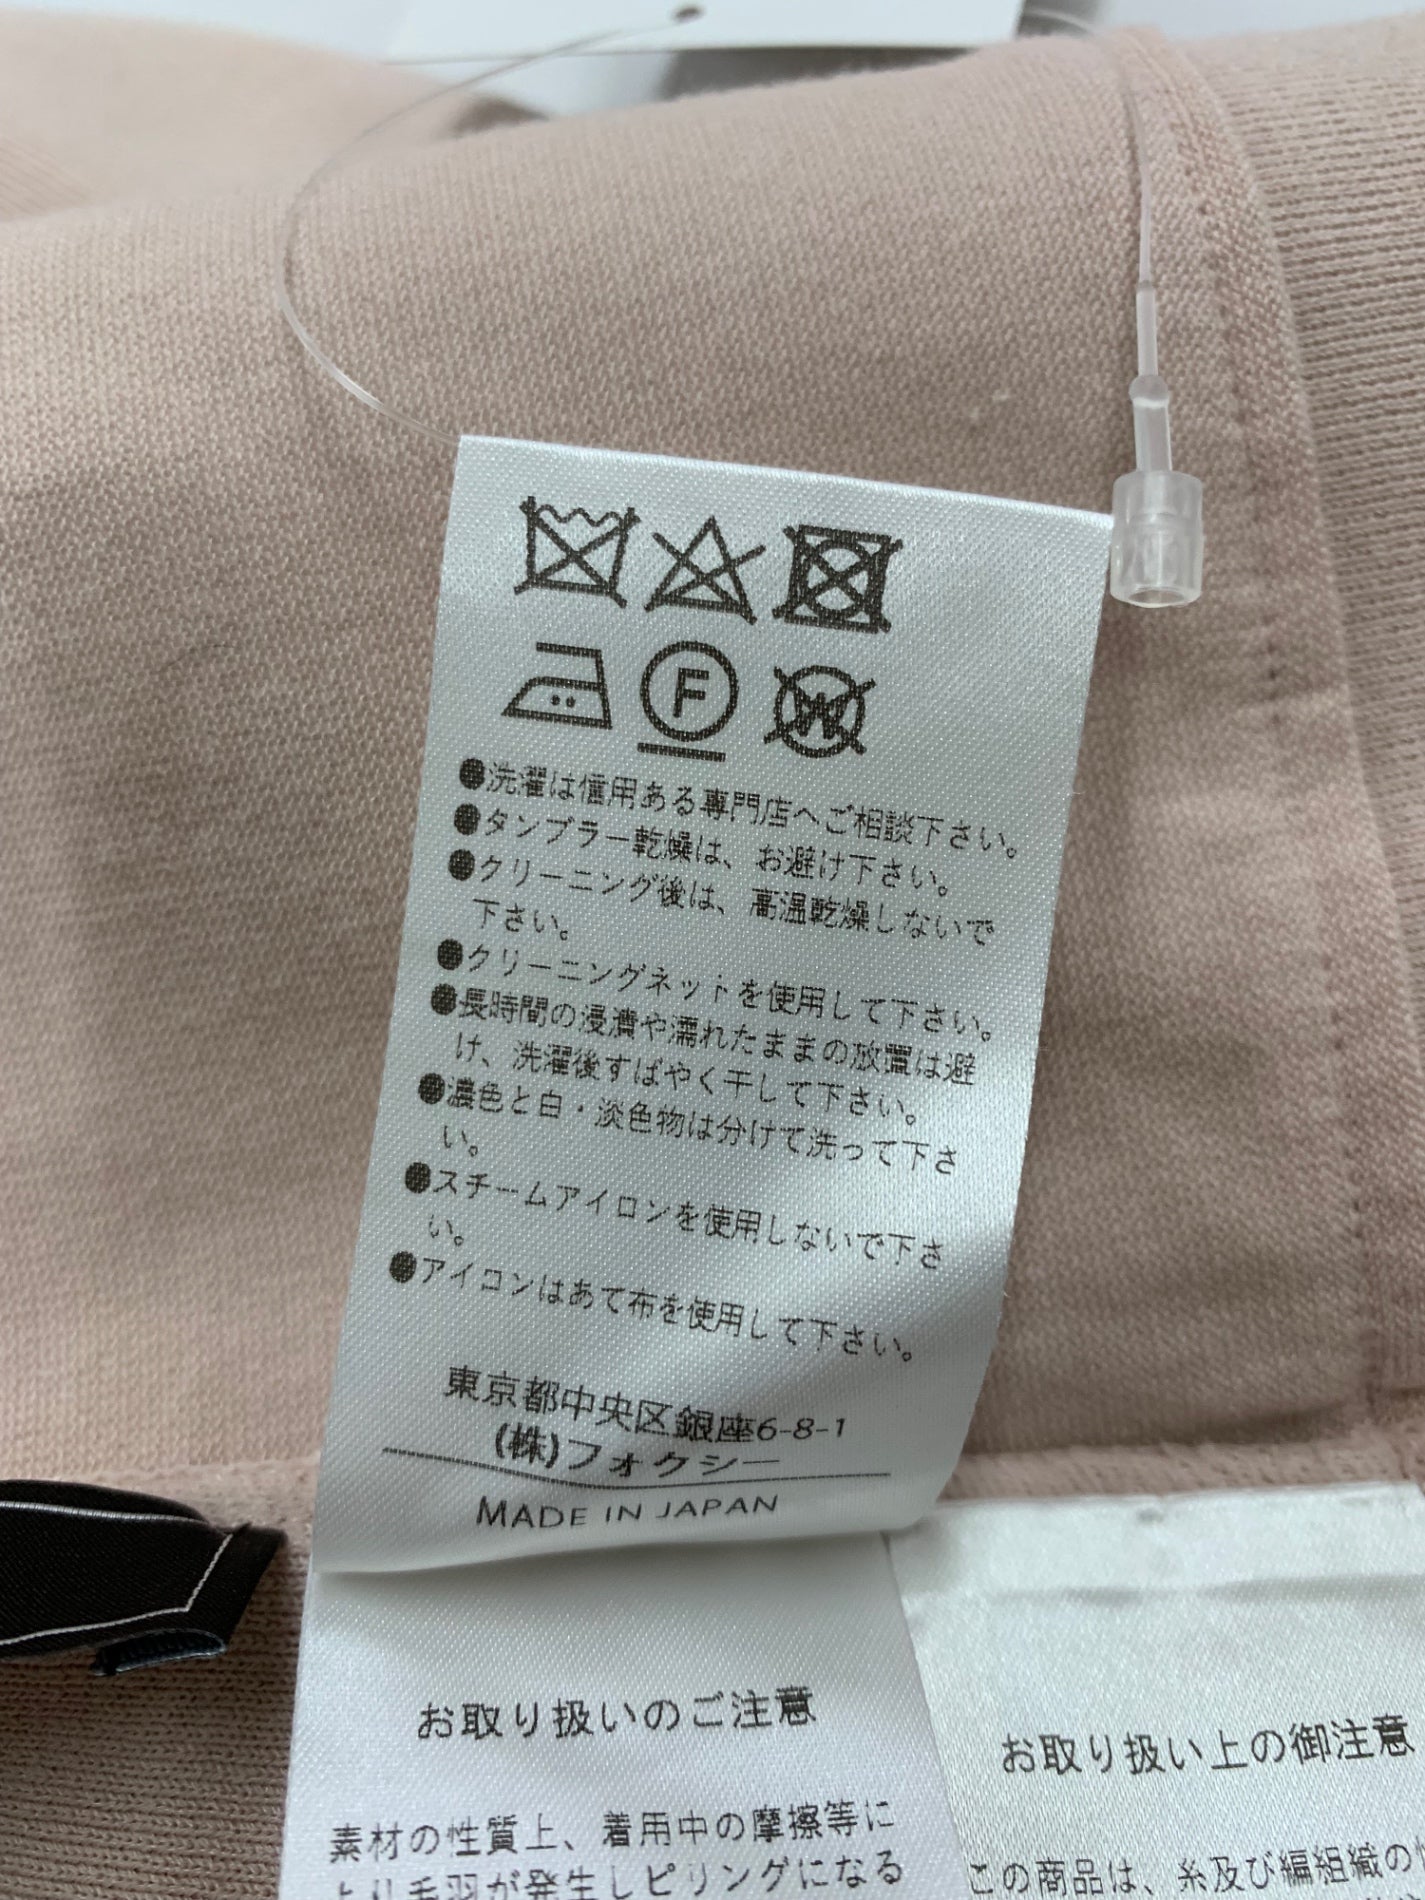 F W
●洗濯は信用ある専門店へご相談下さい。
●タンブラー乾燥は、お避け下さい。
●クリーニング後は、高温乾燥しないで
下さい。
●クリーニングネットを使用して下さい。
●長時間の浸漬や濡れたままの放置は避
け、洗濯後すばやく干して下さい。
●濃色と白・淡色物は分けて洗って下さ
い。
●スチームアイロンを使用しないで下さ
い。
●アイロンはあて布を使用して下さい。
東京都中央区銀座6-8-1
(株)フォクシー
MADE IN JAPAN
お取り扱いのご注意
素材の性質上、着用中の摩擦等に
より毛羽が発生しピリングになる
お取り扱い上の御注意
この商品は、糸及び編組織の